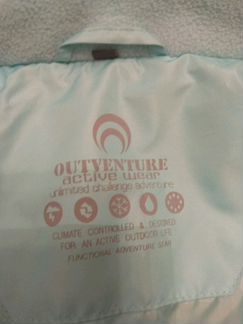 OUTVENTURE
active wear
unlimited challenge adventure
CLIMATE CONTROLLED & DESIGNED
FOR AN ACTIVE OUTDOOR LIFE
FUNCTIONAL ADVENTURE GEAR